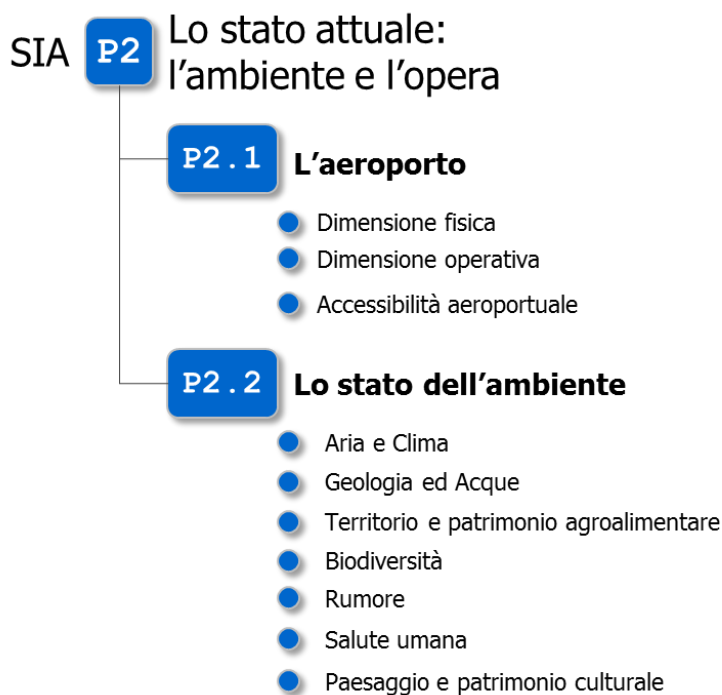 SIA P2 Lo stato attuale:
l’ambiente e l’opera
P2.1 L’aeroporto
Dimensione fisica
Dimensione operativa
Accessibilità aeroportuale
P2.2 Lo stato dell’ambiente
Aria e Clima
Geologia ed Acque
Territorio e patrimonio agroalimentare
Biodiversità
Rumore
Salute umana
Paesaggio e patrimonio culturale